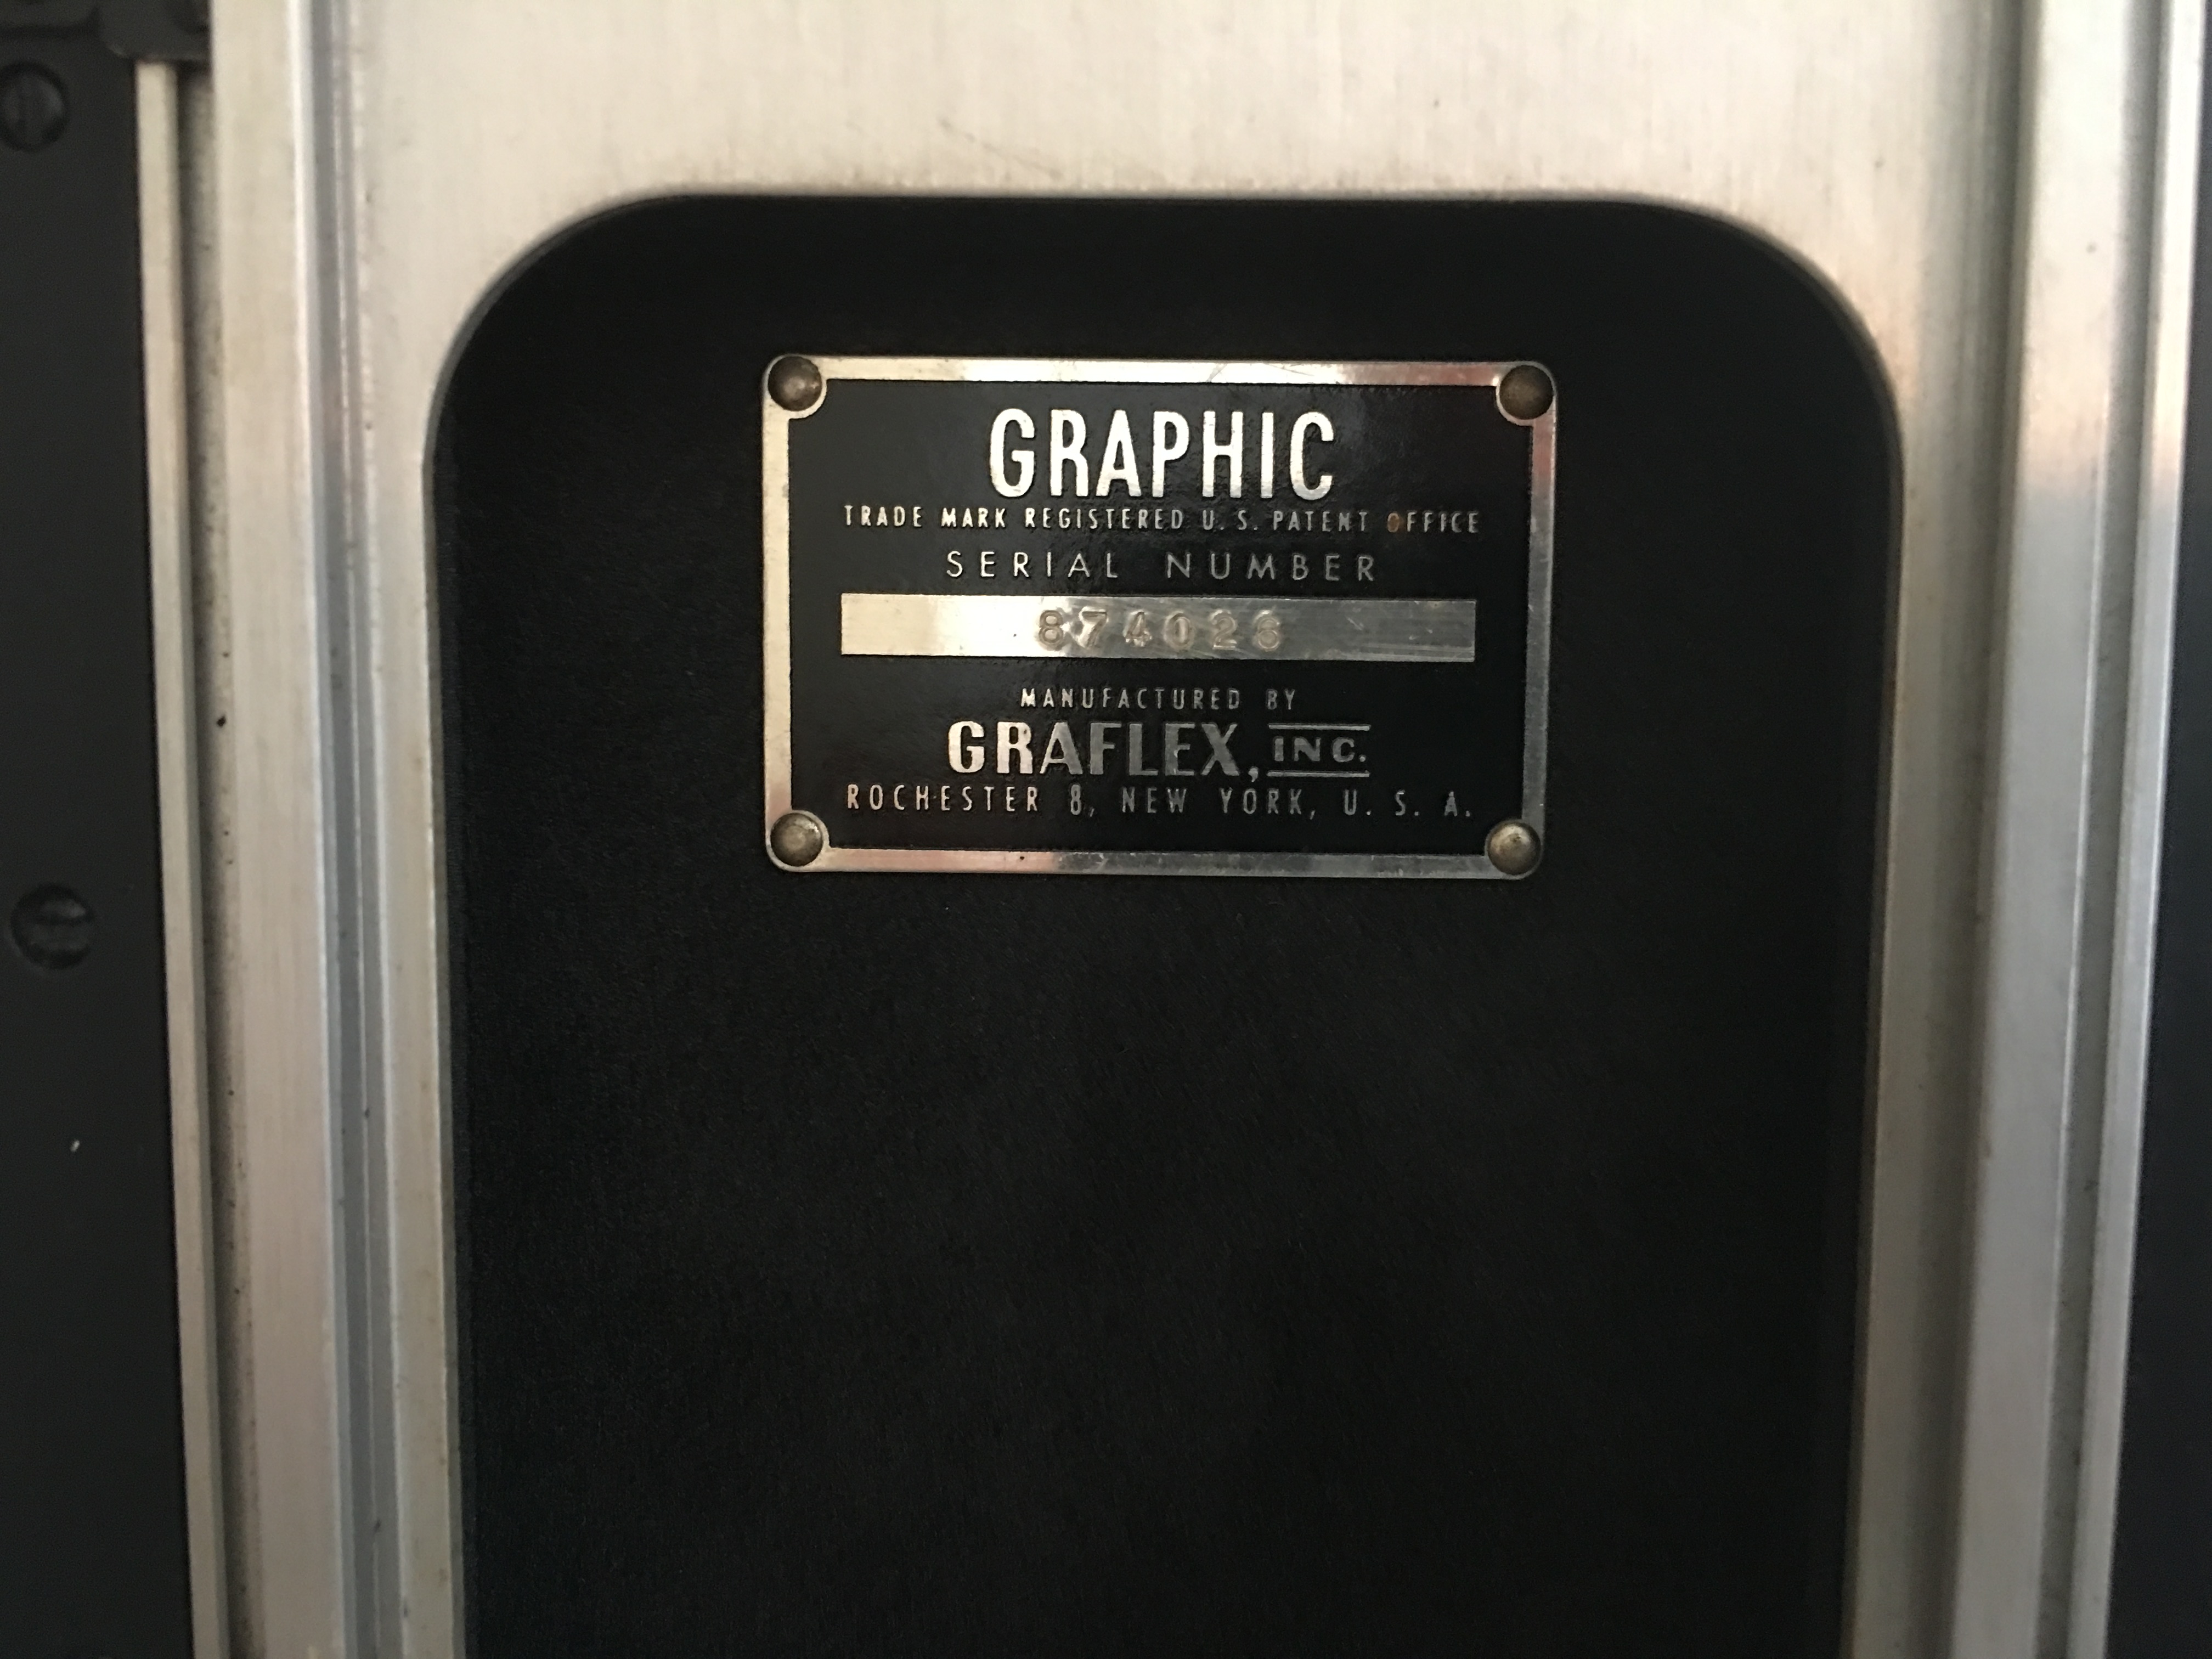 GRAPHIC
TRADE MARK REGISTERED U. S. PATENT OFFICE
SERIAL NUMBER
874028
MANUFACTURED BY
GRAFLEX, INC.
ROCHESTER 8, NEW YORK, U. S. A.